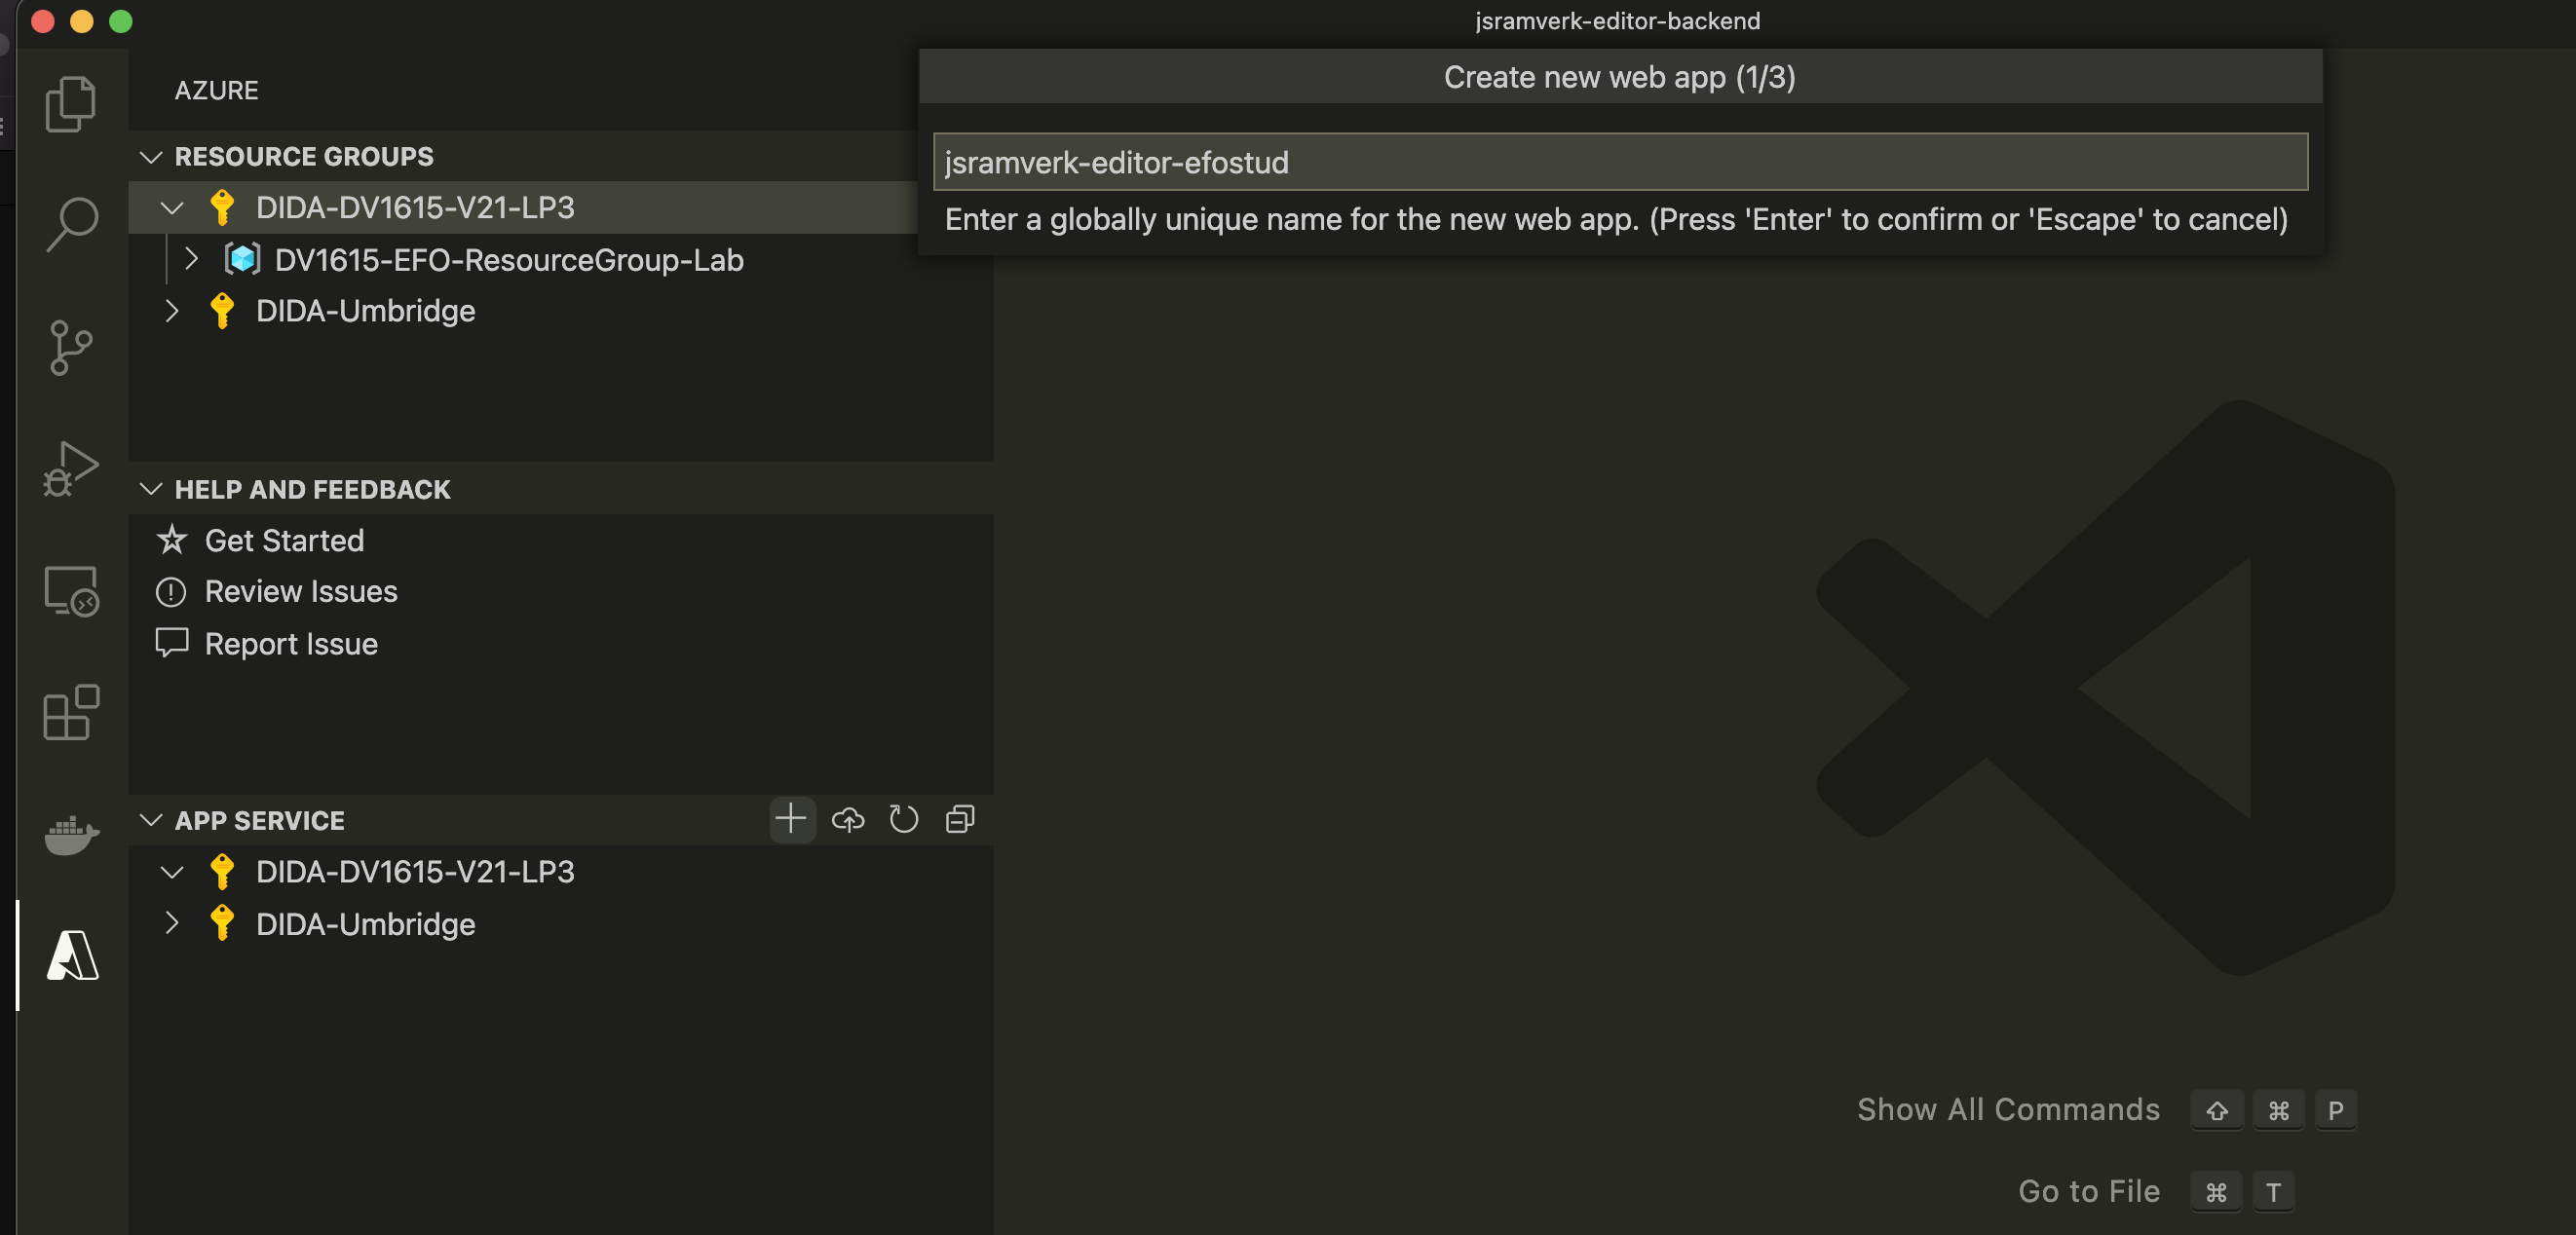 jsramverk-editor-backend
AZURE
RESOURCE GROUPS
DIDA-DV1615-V21-LP3
DV1615-EFO-ResourceGroup-Lab
DIDA-Umbridge
HELP AND FEEDBACK
Get Started
Review Issues
Report Issue
APP SERVICE
DIDA-DV1615-V21-LP3
DIDA-Umbridge
Create new web app (1/3)
jsramverk-editor-efostud
Enter a globally unique name for the new web app. (Press 'Enter' to confirm or 'Escape' to cancel)
Show All Commands ⇧ ⌘ P
Go to File ⌘ T